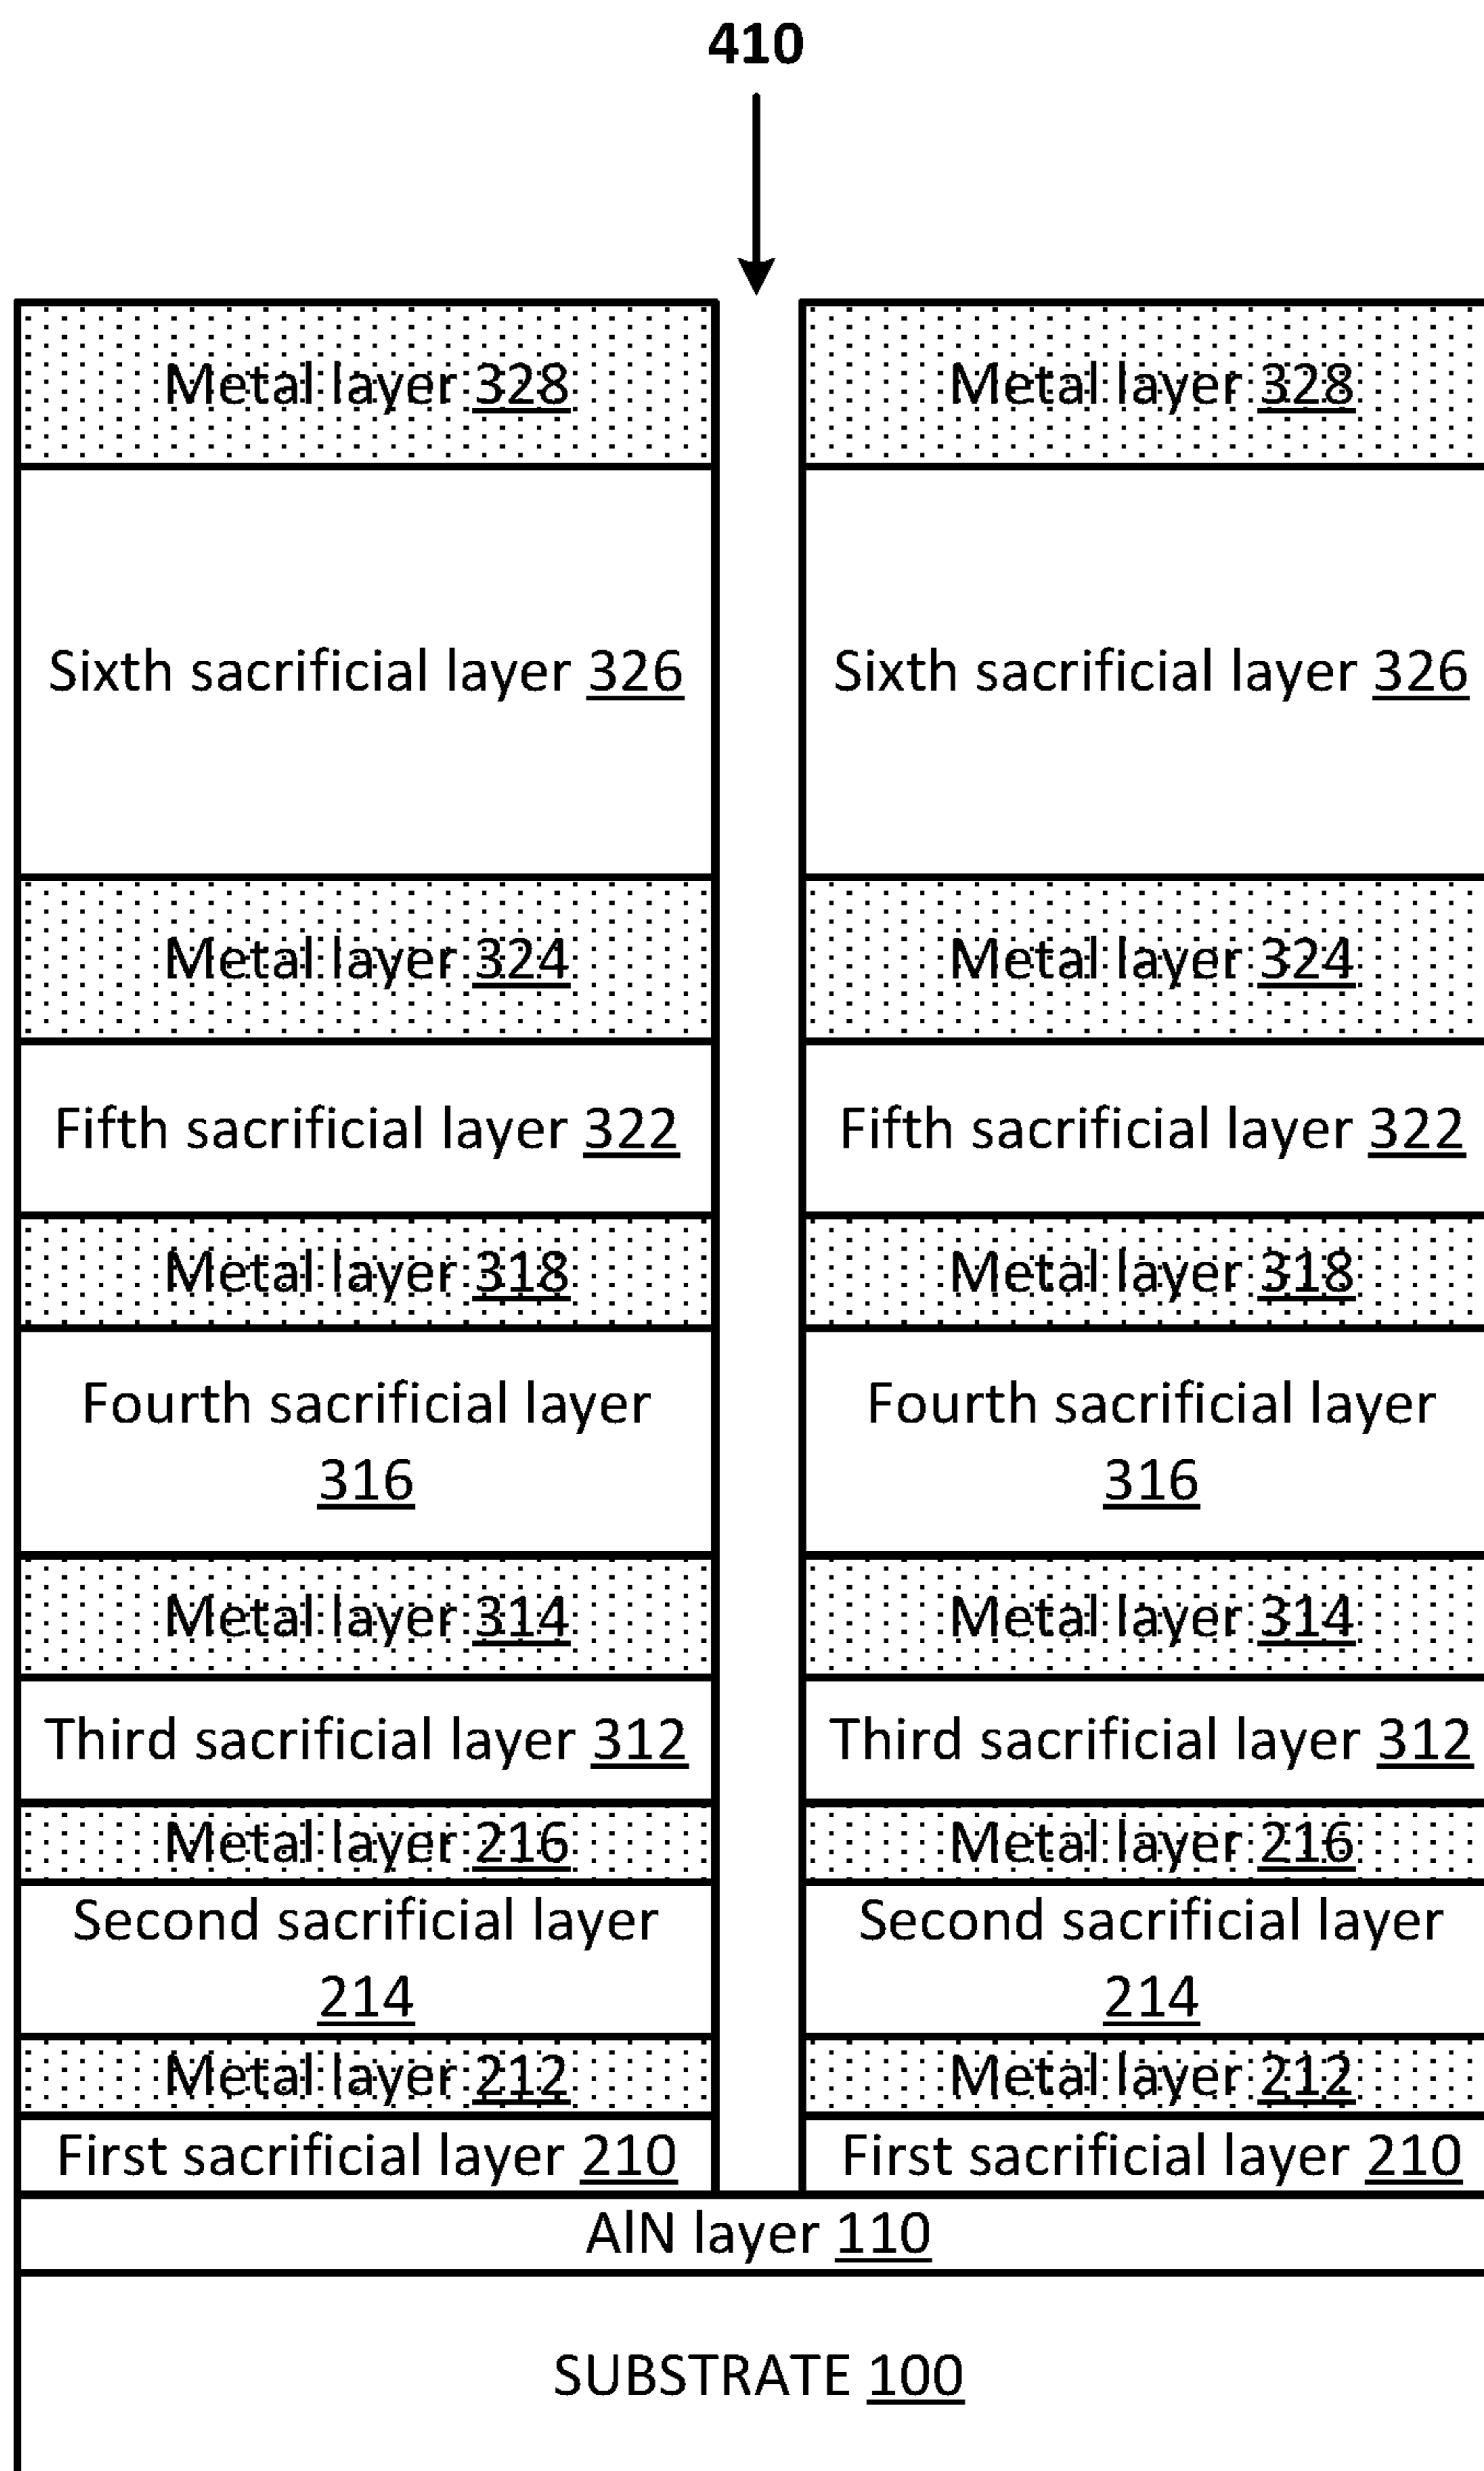 410
Metal layer 328
Metal layer 328
Sixth sacrificial layer 326
Sixth sacrificial layer 326
Metal layer 324
Metal layer 324
Fifth sacrificial layer 322
Fifth sacrificial layer 322
Metal layer 318
Metal layer 318
Fourth sacrificial layer
316
Fourth sacrificial layer
316
Metal layer 314
Metal layer 314
Third sacrificial layer 312
Third sacrificial layer 312
Metal layer 216
Metal layer 216
Second sacrificial layer
214
Second sacrificial layer
214
Metal layer 212
Metal layer 212
First sacrificial layer 210
First sacrificial layer 210
AlN layer 110
SUBSTRATE 100